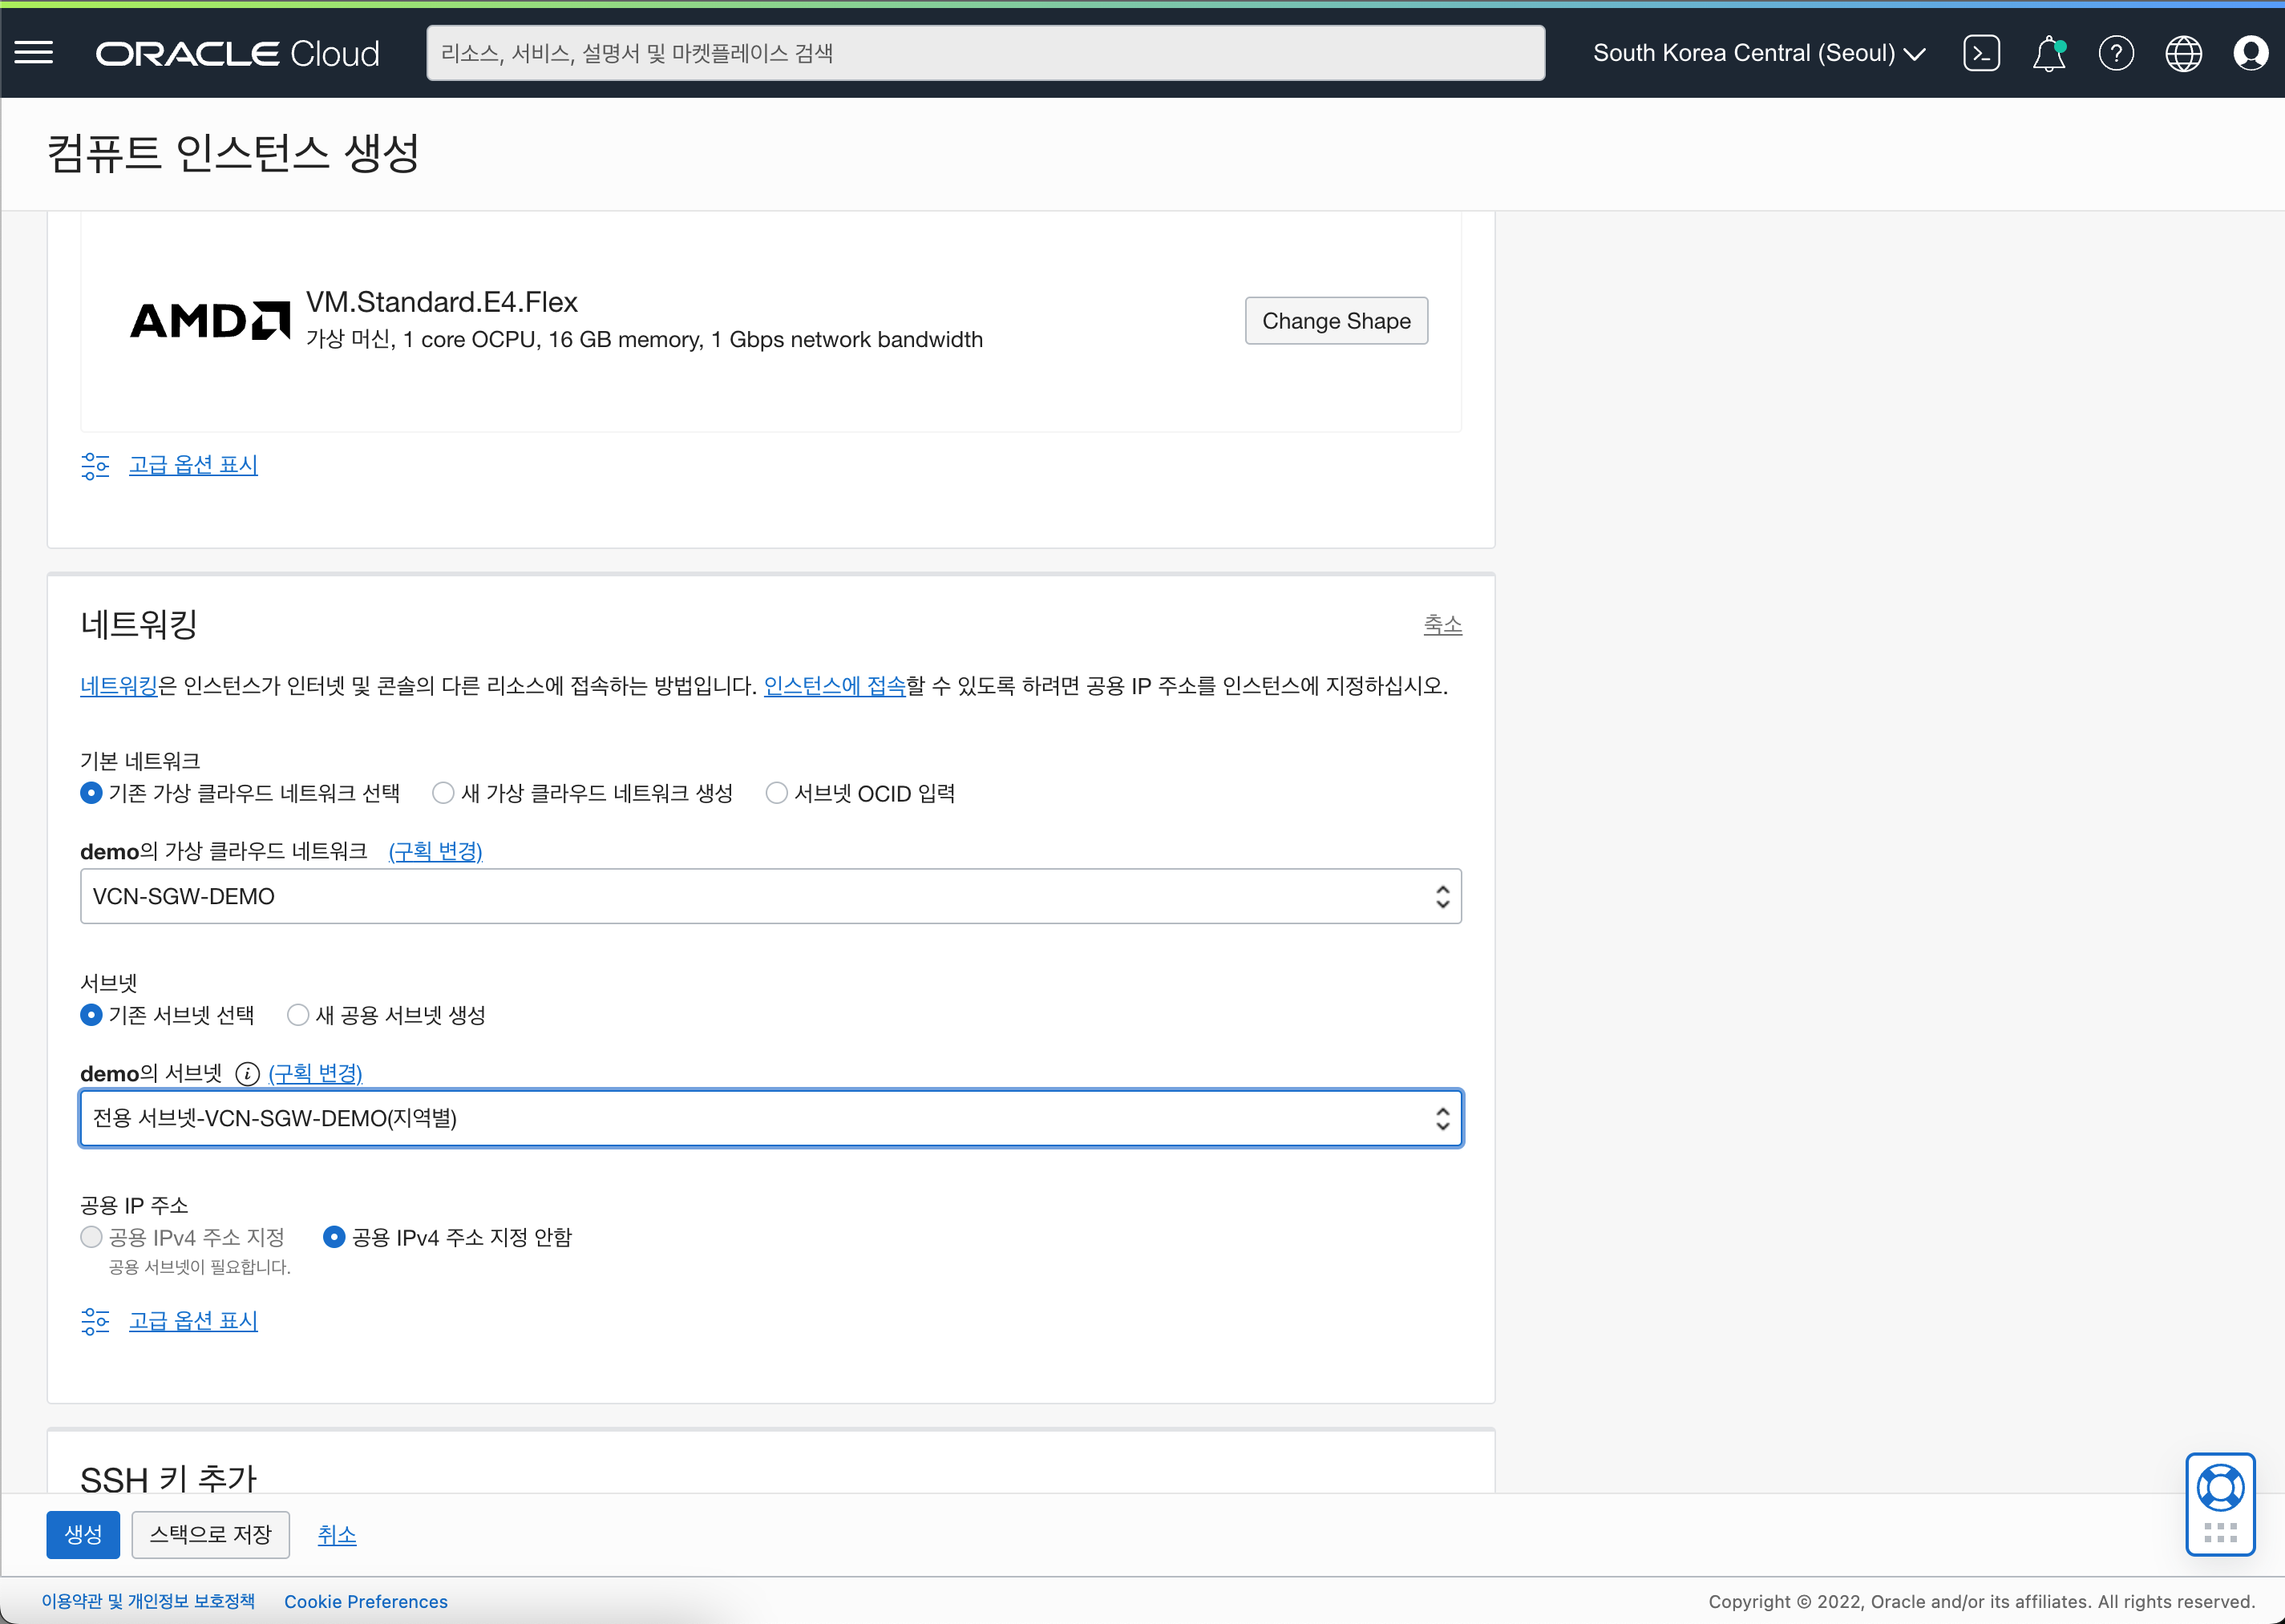 ORACLE Cloud
리소스, 서비스, 설명서 및 마켓플레이스 검색
South Korea Central (Seoul)
컴퓨트 인스턴스 생성
AMD
VM.Standard.E4.Flex
가상 머신, 1 core OCPU, 16 GB memory, 1 Gbps network bandwidth
Change Shape
고급 옵션 표시
네트워킹
축소
네트워킹은 인스턴스가 인터넷 및 콘솔의 다른 리소스에 접속하는 방법입니다. 인스턴스에 접속할 수 있도록 하려면 공용 IP 주소를 인스턴스에 지정하십시오.
기본 네트워크
기존 가상 클라우드 네트워크 선택 새 가상 클라우드 네트워크 생성 서브넷 OCID 입력
demo의 가상 클라우드 네트워크 (구획 변경)
VCN-SGW-DEMO
서브넷
기존 서브넷 선택 새 공용 서브넷 생성
demo의 서브넷 (구획 변경)
전용 서브넷-VCN-SGW-DEMO(지역별)
공용 IP 주소
공용 IPv4 주소 지정 공용 IPv4 주소 지정 안함
공용 서브넷이 필요합니다.
고급 옵션 표시
SSH 키 추가
생성 스택으로 저장 취소
이용약관 및 개인정보 보호정책 Cookie Preferences
Copyright © 2022, Oracle and/or its affiliates. All rights reserved.